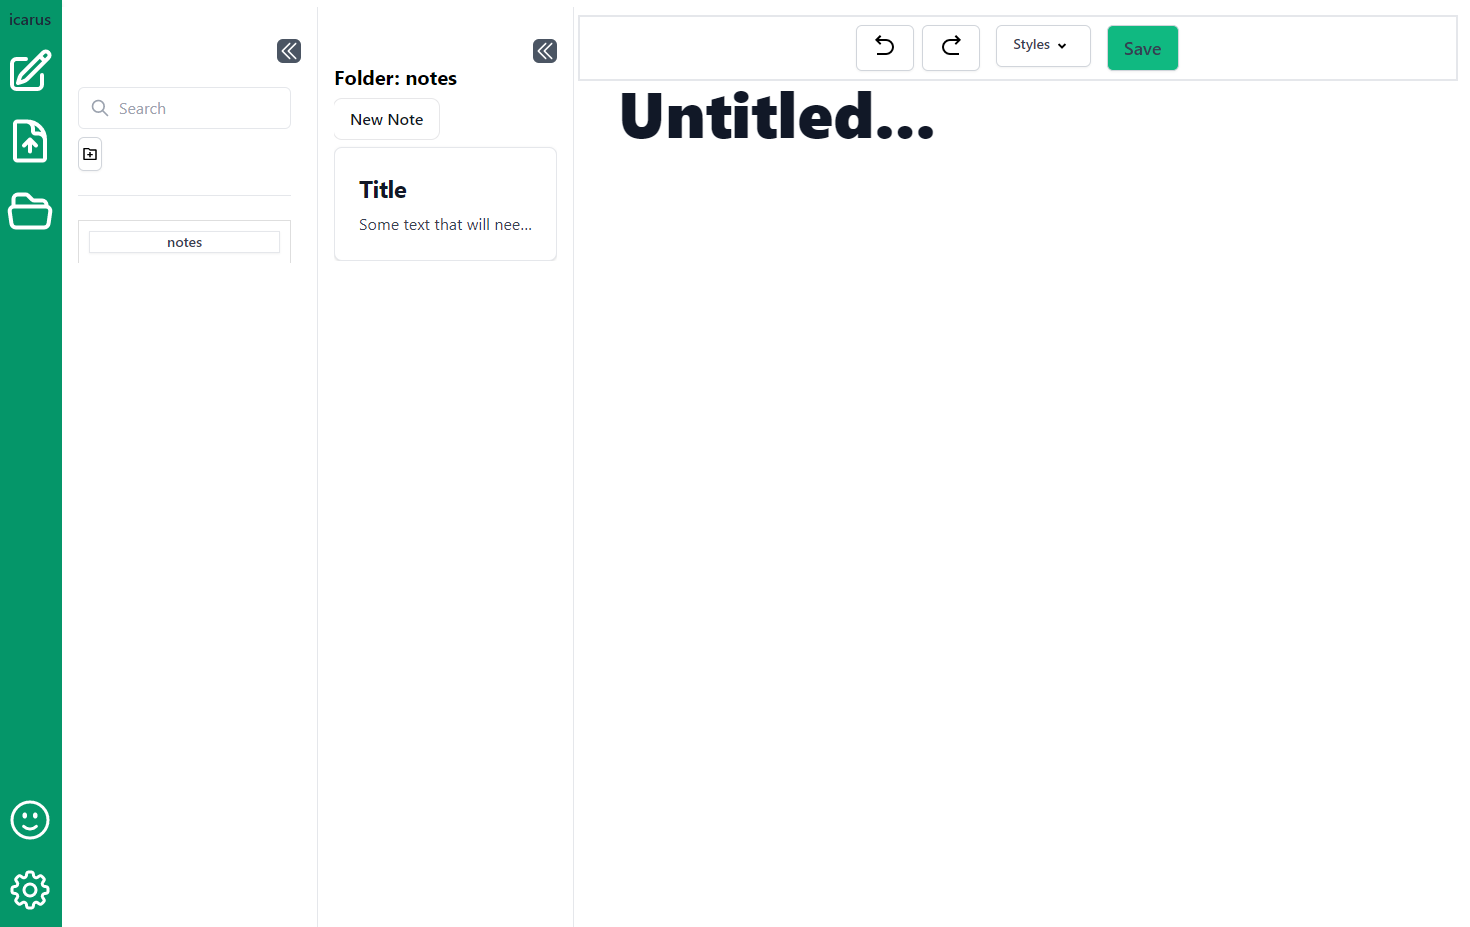 icarus
Search
notes
Folder: notes
New Note
Title
Some text that will nee...
Styles
Save
Untitled...